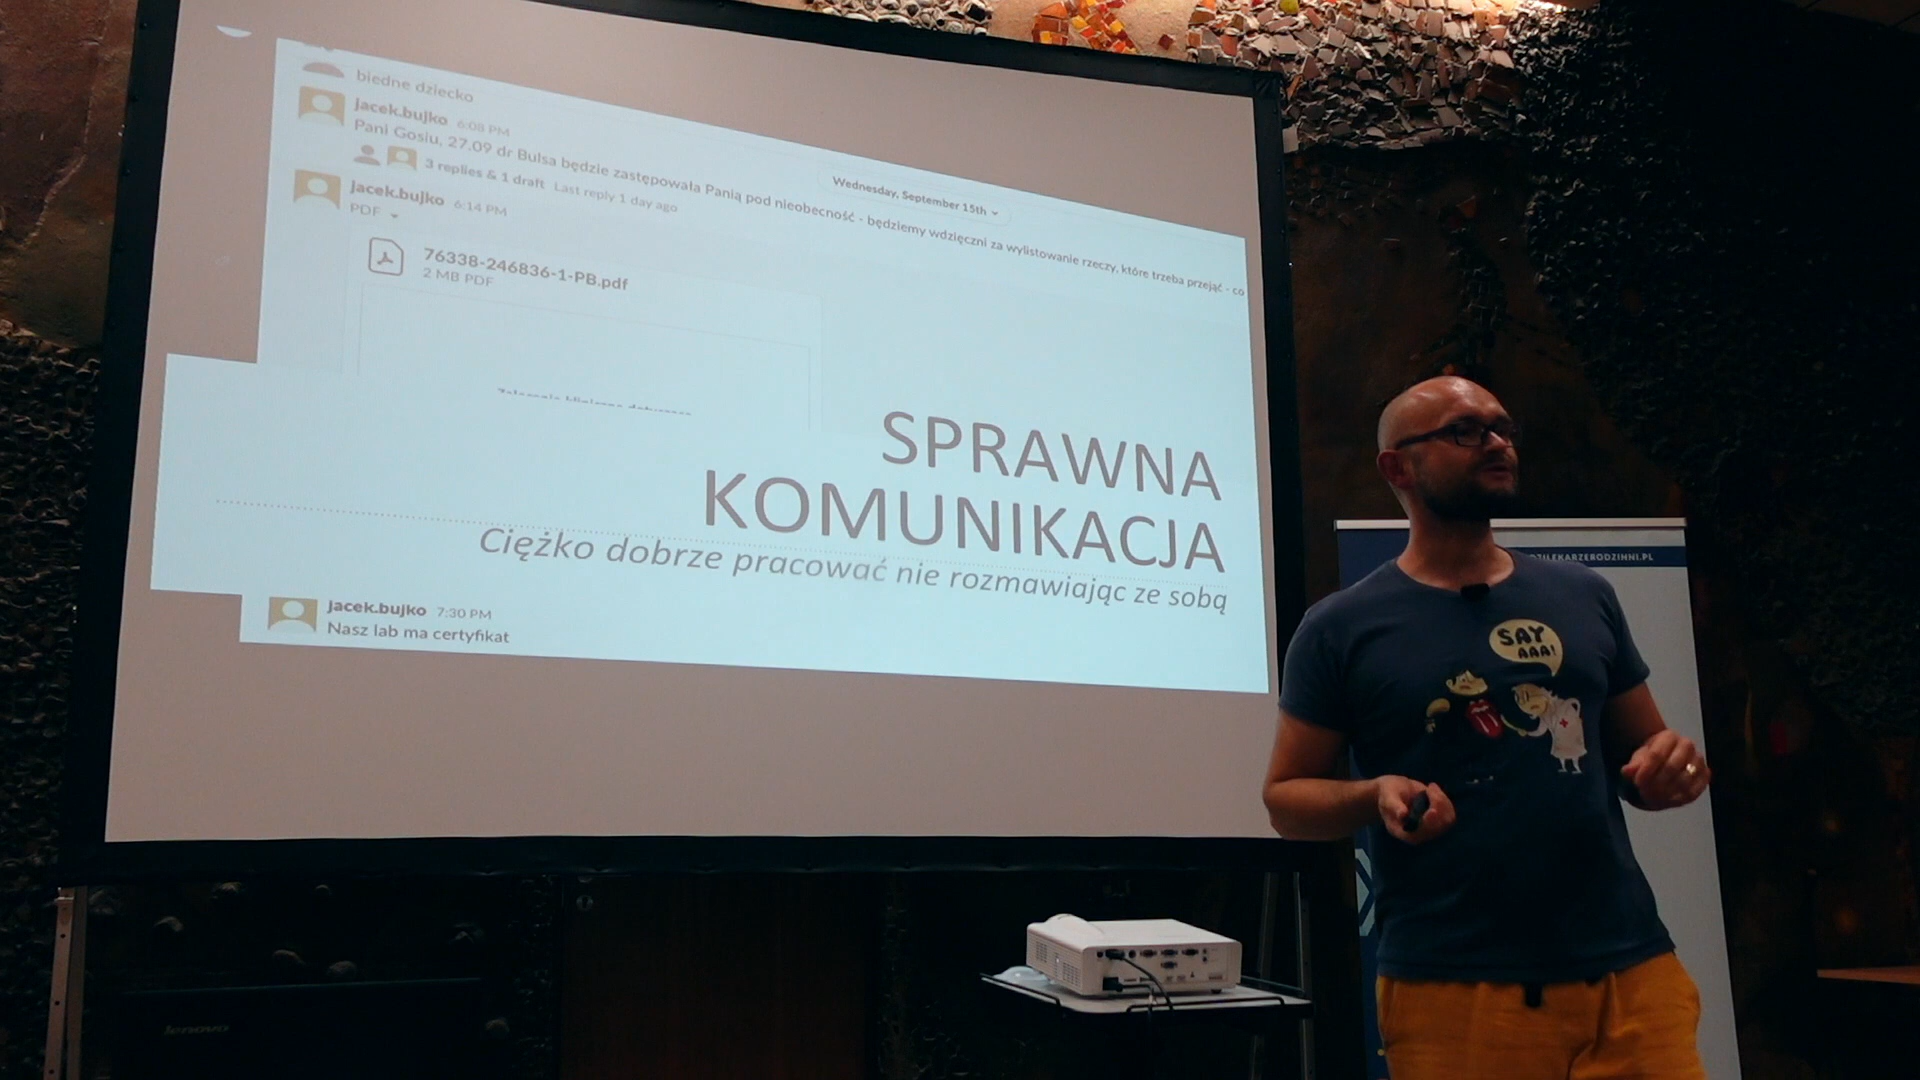 biedne dziecko
jacek.bujko 6:08 PM
Pani Gosiu, 27.09 dr Bulsa będzie zastępowała Panią pod nieobecność - będziemy wdzięczni za wylistowanie rzeczy, które trzeba przejąć - co
3 replies & 1 draft Last reply 1 day ago
Wednesday, September 15th
jacek.bujko 6:14 PM
PDF
76338-246836-1-PB.pdf
2 MB PDF
SPRAWNA
KOMUNIKACJA
Ciężko dobrze pracować nie rozmawiając ze sobą
jacek.bujko 7:30 PM
Nasz lab ma certyfikat
LEKARZERODZINNI.PL
SAY
AAA!
lenovo